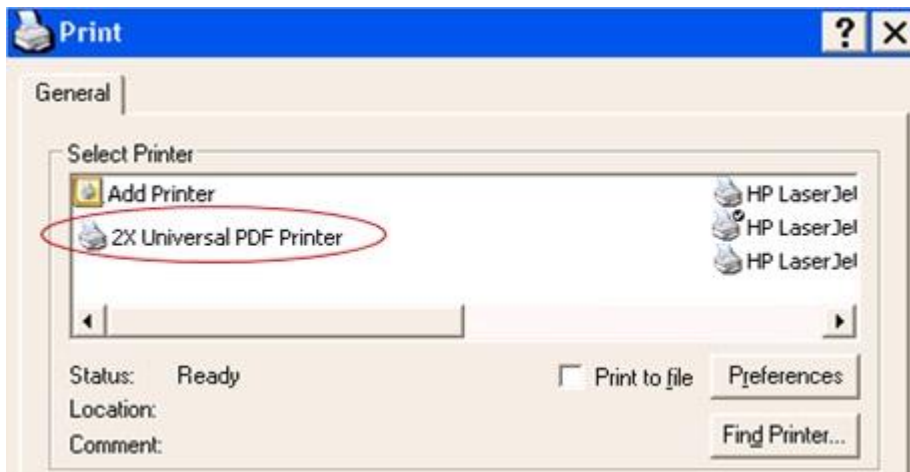 Print
General
Select Printer
Add Printer
2X Universal PDF Printer
HP LaserJet
HP LaserJet
HP LaserJet
Status: Ready
Print to file
Preferences
Location:
Comment:
Find Printer...